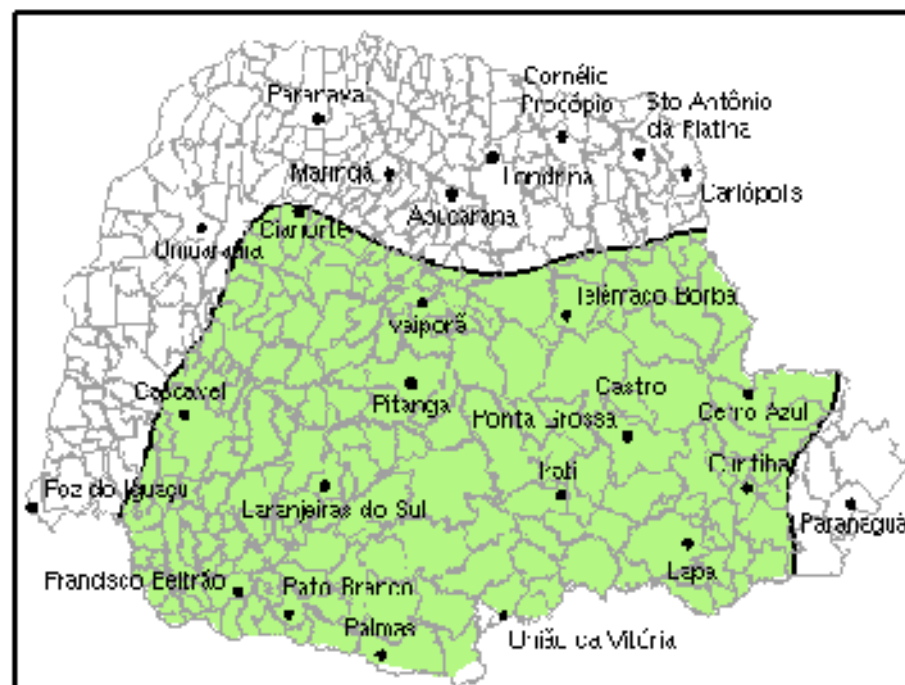 Cornélic
Procópio
Sto Antônio
da Platina
Paranavaí
Maringá
Londrina
Carlópolis
Apucarana
Cianorte
Umuarama
Telêmaco Borba
Ivaiporã
Cascavel
Pitanga
Castro
Ponta Grossa
Cerro Azul
Curitiba
Irati
Foz do Iguaçu
Laranjeiras do Sul
Paranaguá
Lapa
Francisco Beltrão
Pato Branco
Palmas
União da Vitória